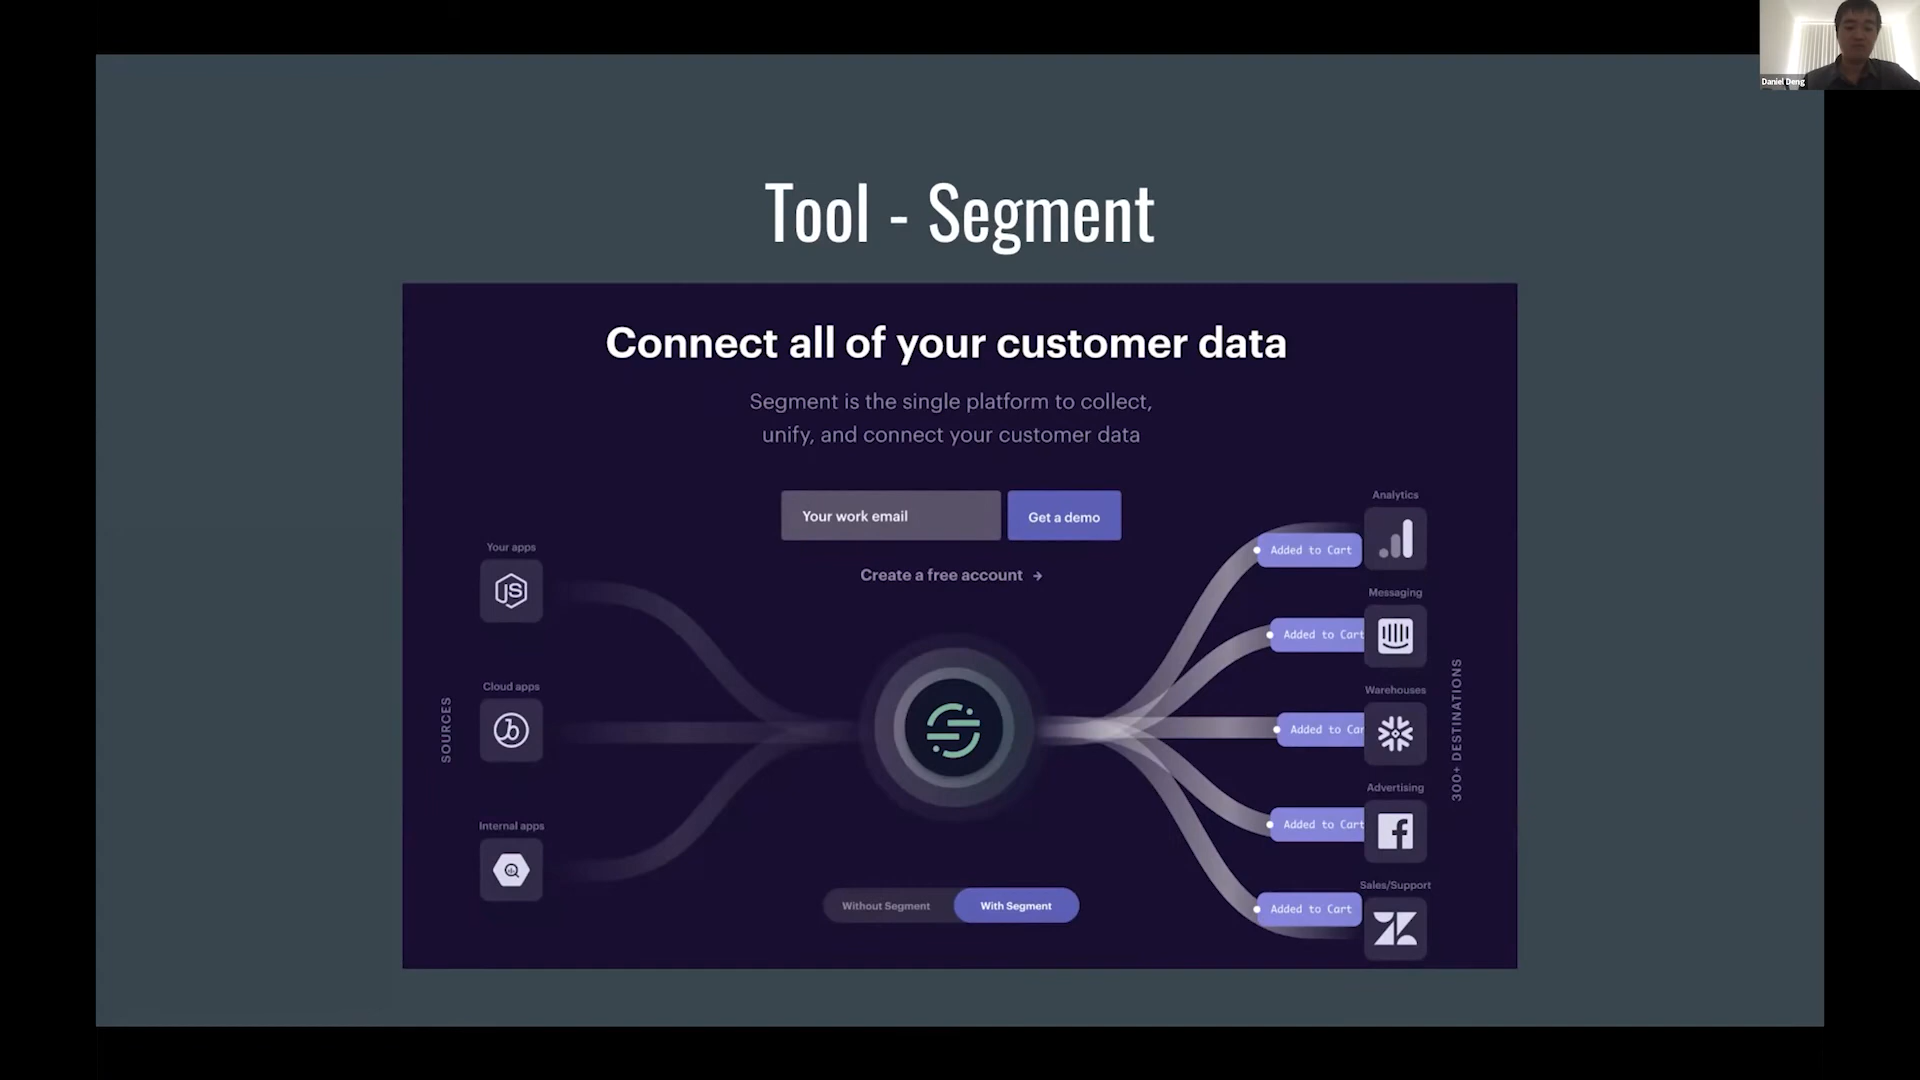 Daniel Deng
Tool - Segment
Connect all of your customer data
Segment is the single platform to collect,
unify, and connect your customer data
Your work email
Get a demo
Create a free account →
SOURCES
Your apps
JS
Cloud apps
b
Internal apps
Without Segment
With Segment
Analytics
Added to Cart
Messaging
Added to Cart
Warehouses
Added to Car
Advertising
Added to Cart
f
Sales/Support
Added to Cart
300+ DESTINATIONS